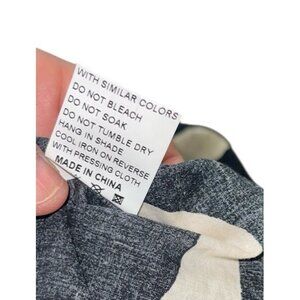 WITH SIMILAR COLORS
DO NOT BLEACH
DO NOT SOAK
DO NOT TUMBLE DRY
HANG IN SHADE
COOL IRON ON REVERSE
WITH PRESSING CLOTH
MADE IN CHINA